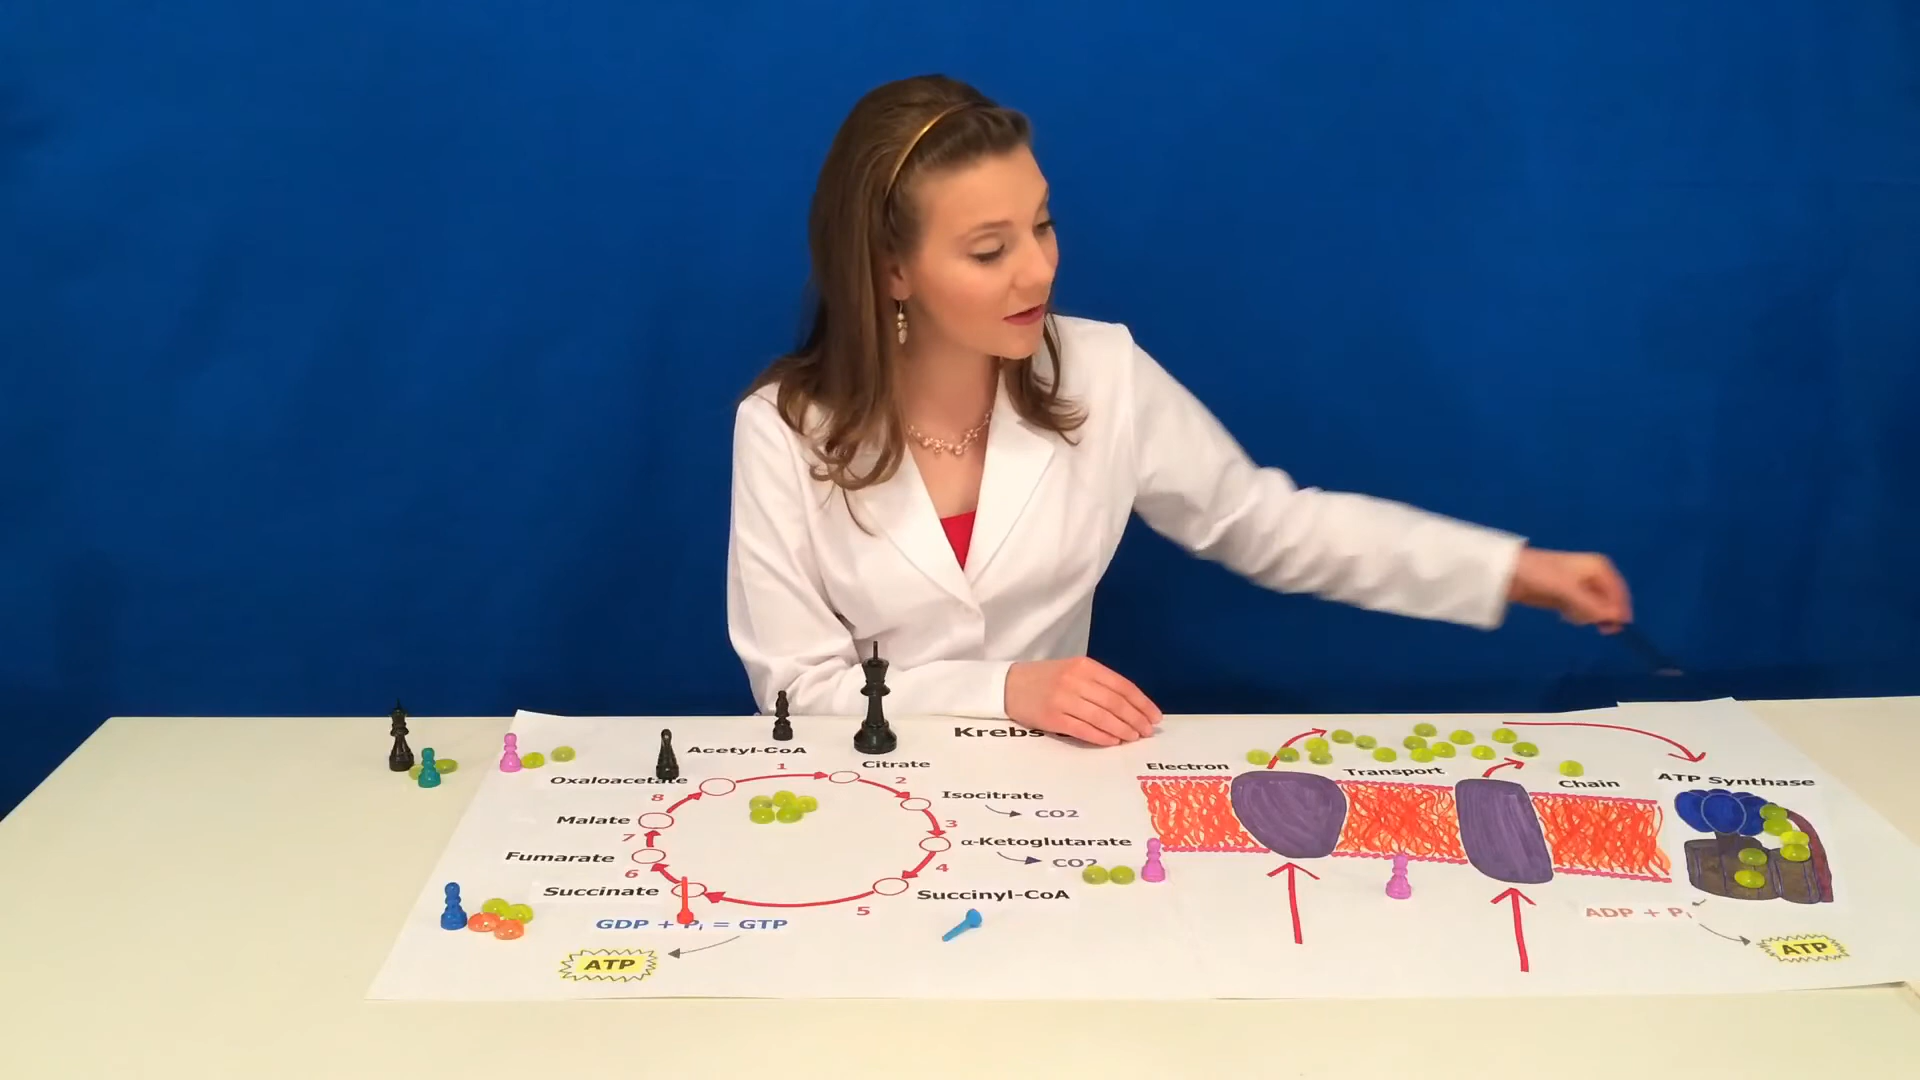 Krebs
Acetyl-CoA
Citrate
Oxaloacetate
Isocitrate
CO2
Malate
α-Ketoglutarate
CO2
Fumarate
Succinate
Succinyl-CoA
1
2
3
4
5
6
7
8
GDP + Pi = GTP
ATP
Electron
Transport
Chain
ATP Synthase
ADP + Pi
ATP